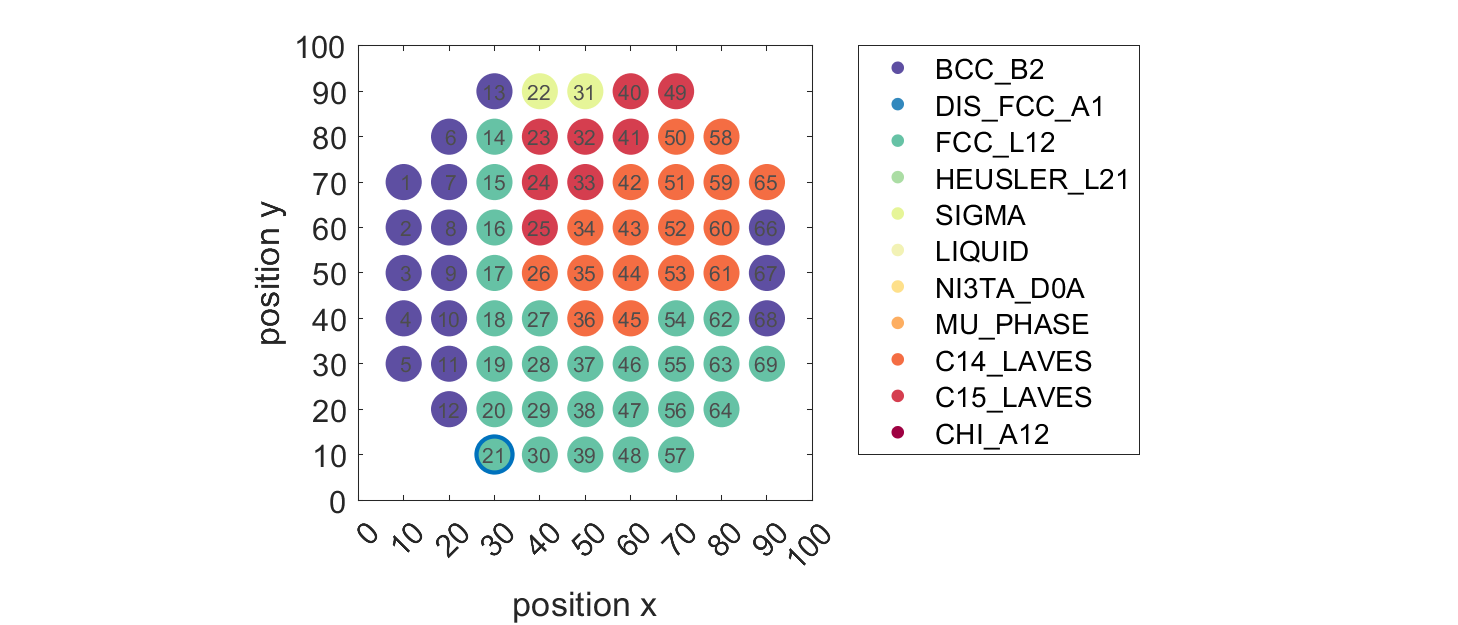 100
90
80
70
60
50
40
30
20
10
0
position y
13 22 31 40 49
6 14 23 32 41 50 58
1 7 15 24 33 42 51 59 65
2 8 16 25 34 43 52 60 66
3 9 17 26 35 44 53 61 67
4 10 18 27 36 45 54 62 68
5 11 19 28 37 46 55 63 69
12 20 29 38 47 56 64
21 30 39 48 57
0 10 20 30 40 50 60 70 80 90 100
position x
BCC_B2
DIS_FCC_A1
FCC_L12
HEUSLER_L21
SIGMA
LIQUID
NI3TA_D0A
MU_PHASE
C14_LAVES
C15_LAVES
CHI_A12